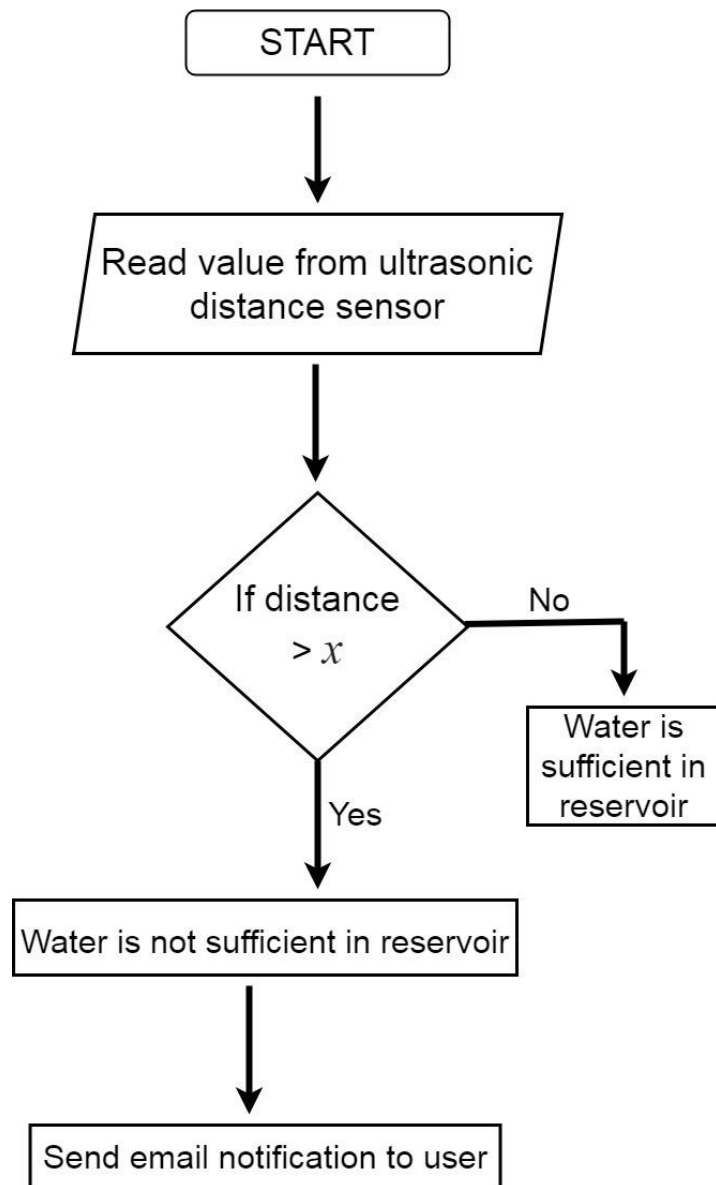 START
Read value from ultrasonic
distance sensor
If distance
> x
No
Water is
sufficient in
reservoir
Yes
Water is not sufficient in reservoir
Send email notification to user